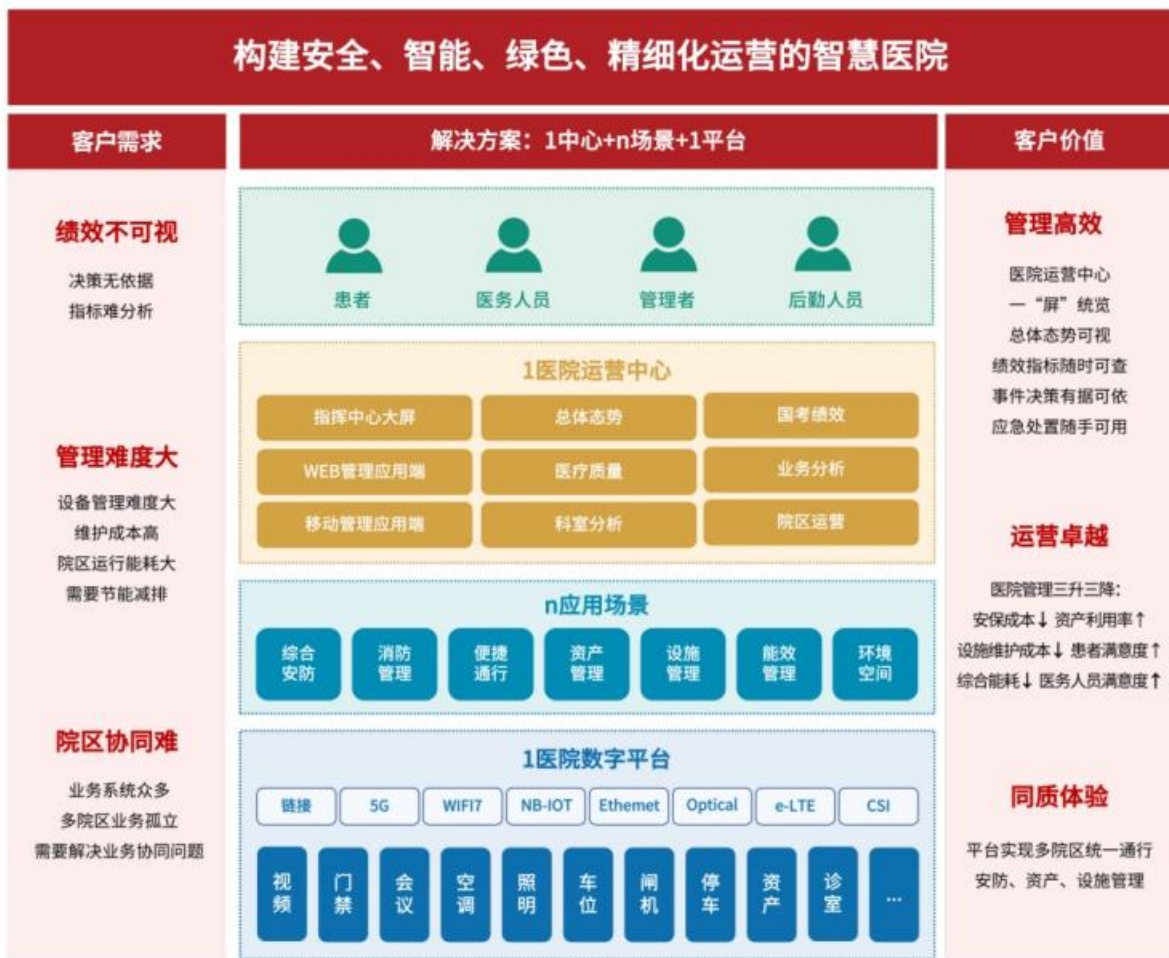 构建安全、智能、绿色、精细化运营的智慧医院
客户需求
绩效不可视
决策无依据
指标难分析
管理难度大
设备管理难度大
维护成本高
院区运行能耗大
需要节能减排
院区协同难
业务系统众多
多院区业务孤立
需要解决业务协同问题
解决方案：1中心+n场景+1平台
患者 医务人员 管理者 后勤人员
1医院运营中心
指挥中心大屏 总体态势 国考绩效
WEB管理应用端 医疗质量 业务分析
移动管理应用端 科室分析 院区运营
n应用场景
综合安防 消防管理 便捷通行 资产管理 设施管理 能效管理 环境空间
1医院数字平台
链接 5G WIFI7 NB-IOT Ethemet Optical e-LTE CSI
视频 门禁 会议 空调 照明 车位 闸机 停车 资产 诊室 ...
客户价值
管理高效
医院运营中心
一“屏”统览
总体态势可视
绩效指标随时可查
事件决策有据可依
应急处置随手可用
运营卓越
医院管理三升三降：
安保成本↓ 资产利用率↑
设施维护成本↓ 患者满意度↑
综合能耗↓ 医务人员满意度↑
同质体验
平台实现多院区统一通行
安防、资产、设施管理